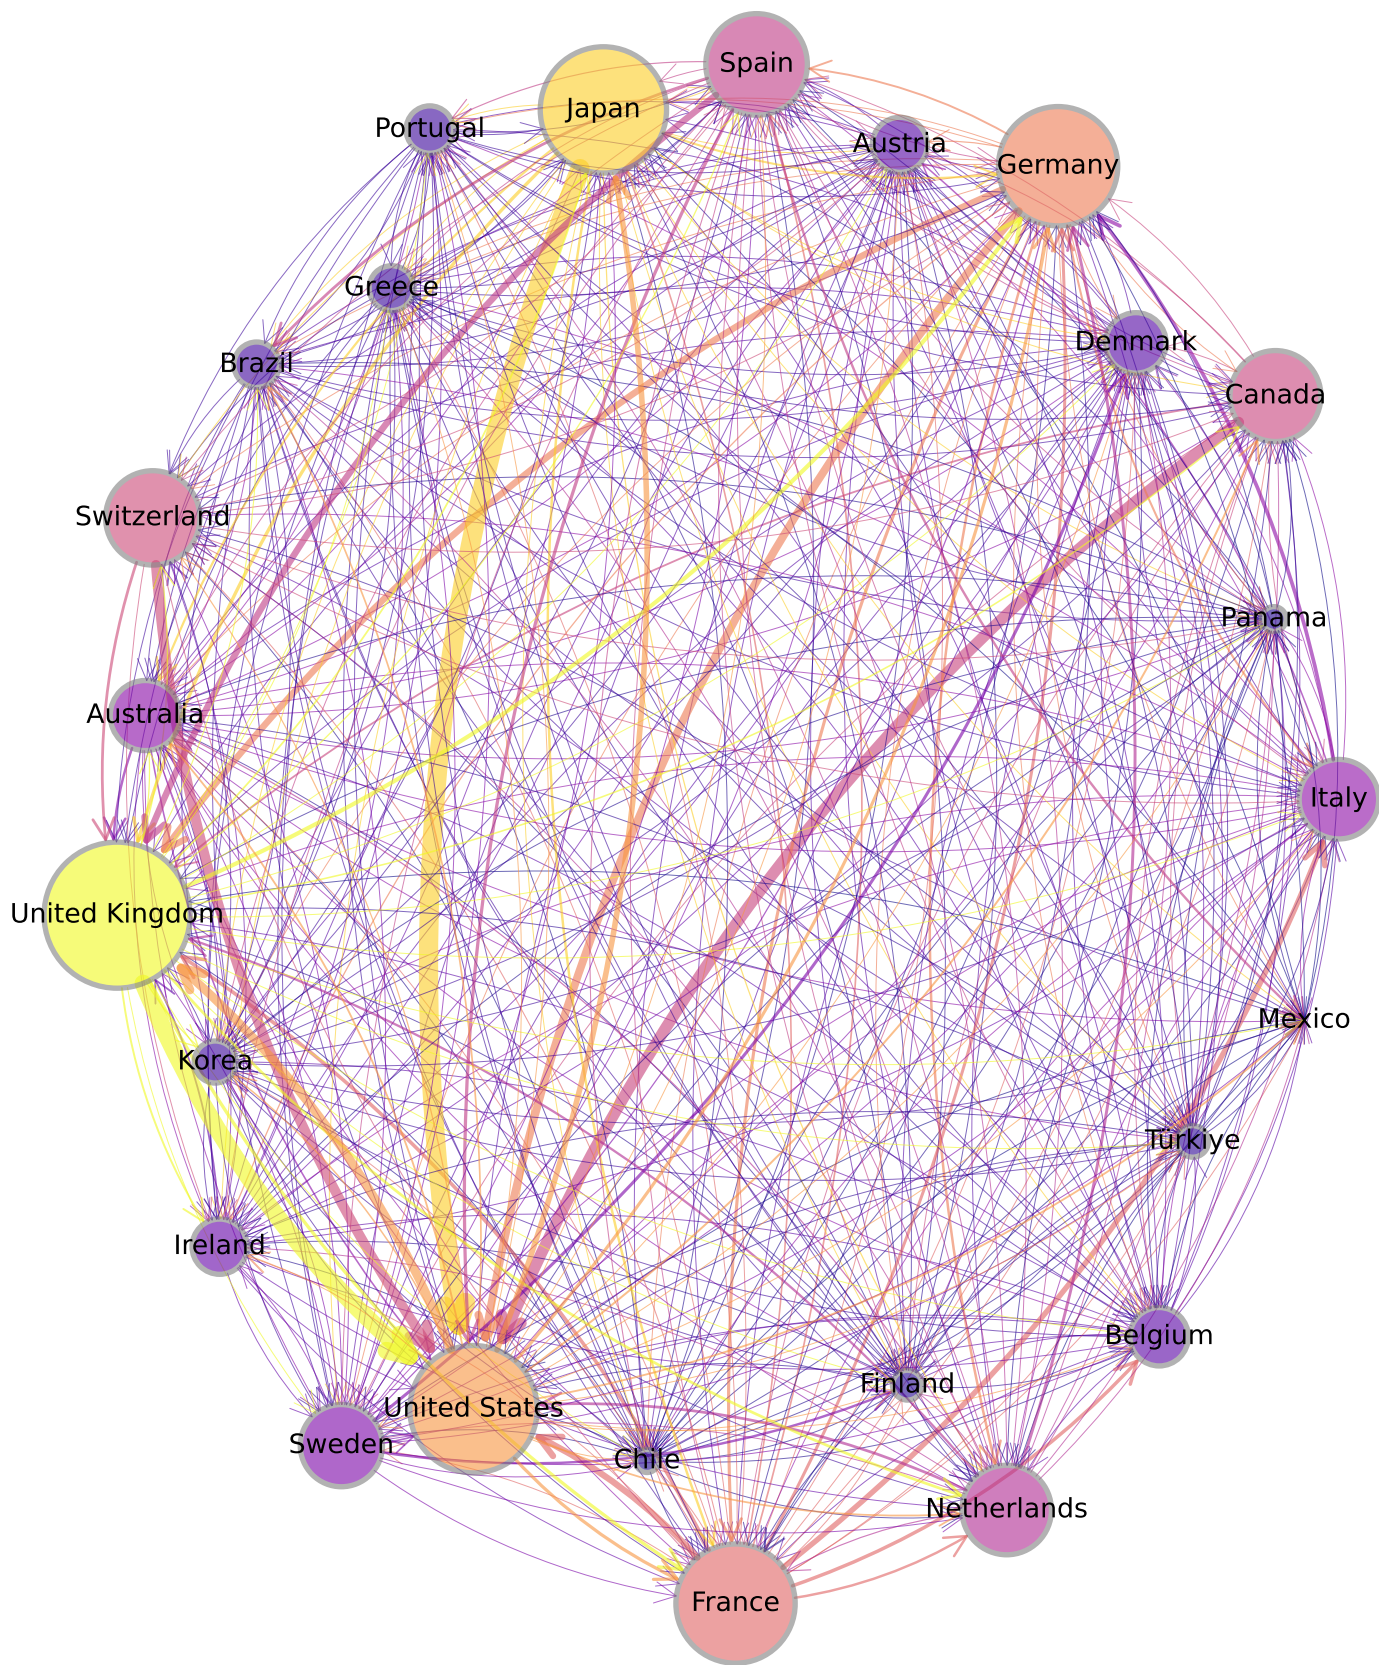 Spain
Japan
Portugal
Austria
Germany
Greece
Denmark
Brazil
Canada
Switzerland
Panama
Australia
Italy
United Kingdom
Mexico
Korea
Türkiye
Ireland
Belgium
Finland
United States
Sweden
Chile
Netherlands
France